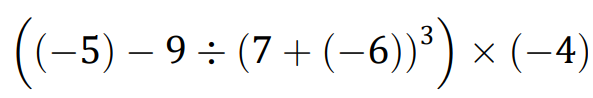 ((−5) − 9 ÷ (7 + (−6))³) × (−4)